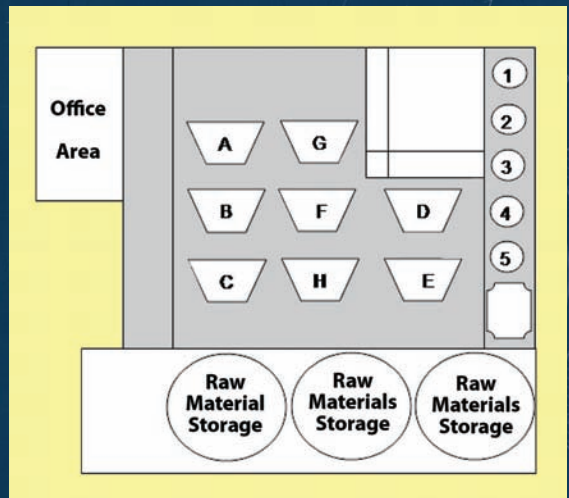 Office
Area
A
G
B
F
D
C
H
E
1
2
3
4
5
Raw
Material
Storage
Raw
Materials
Storage
Raw
Materials
Storage